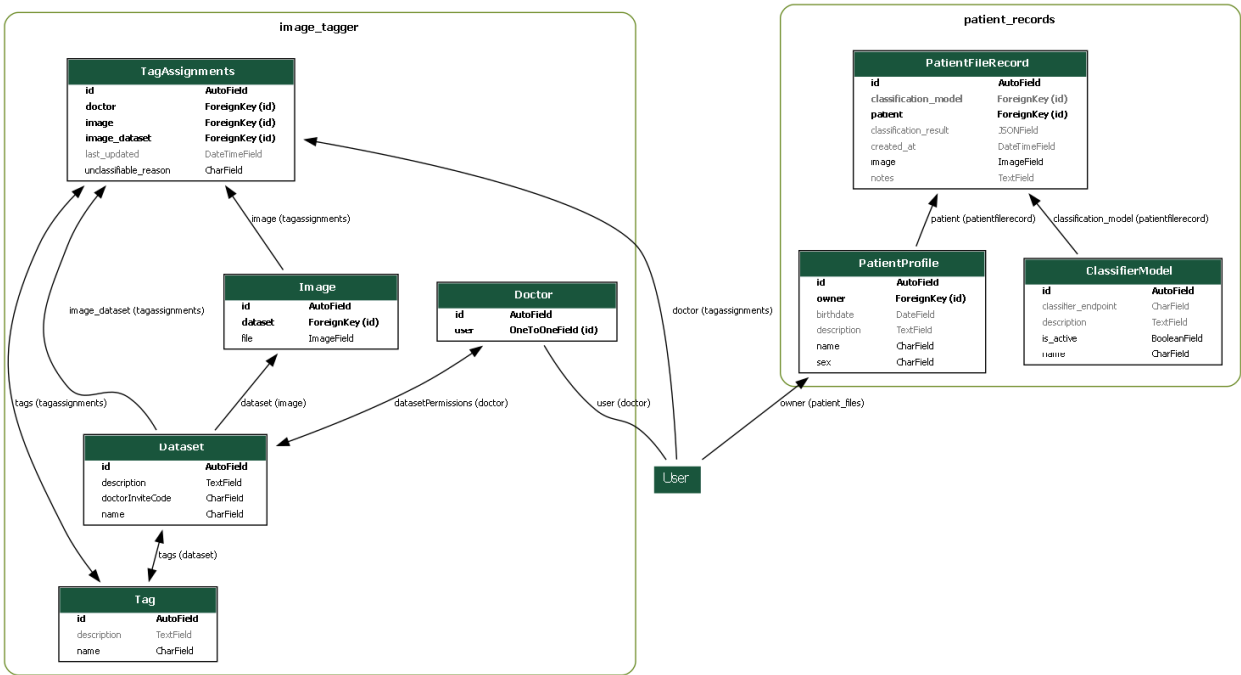 image_tagger
patient_records
TagAssignments
id AutoField
doctor ForeignKey (id)
image ForeignKey (id)
image_dataset ForeignKey (id)
last_updated DateTimeField
unclassifiable_reason CharField
PatientFileRecord
id AutoField
classification_model ForeignKey (id)
patient ForeignKey (id)
classification_result JSONField
created_at DateTimeField
image ImageField
notes TextField
image (tagassignments)
patient (patientfilerecord)
classification_model (patientfilerecord)
Image
id AutoField
dataset ForeignKey (id)
file ImageField
Doctor
id AutoField
user OneToOneField (id)
PatientProfile
id AutoField
owner ForeignKey (id)
birthdate DateField
description TextField
name CharField
sex CharField
ClassifierModel
id AutoField
classifier_endpoint CharField
description TextField
is_active BooleanField
name CharField
image_dataset (tagassignments)
doctor (tagassignments)
tags (tagassignments)
dataset (image)
datasetPermissions (doctor)
user (doctor)
owner (patient_files)
Dataset
id AutoField
description TextField
doctorInviteCode CharField
name CharField
User
tags (dataset)
Tag
id AutoField
description TextField
name CharField